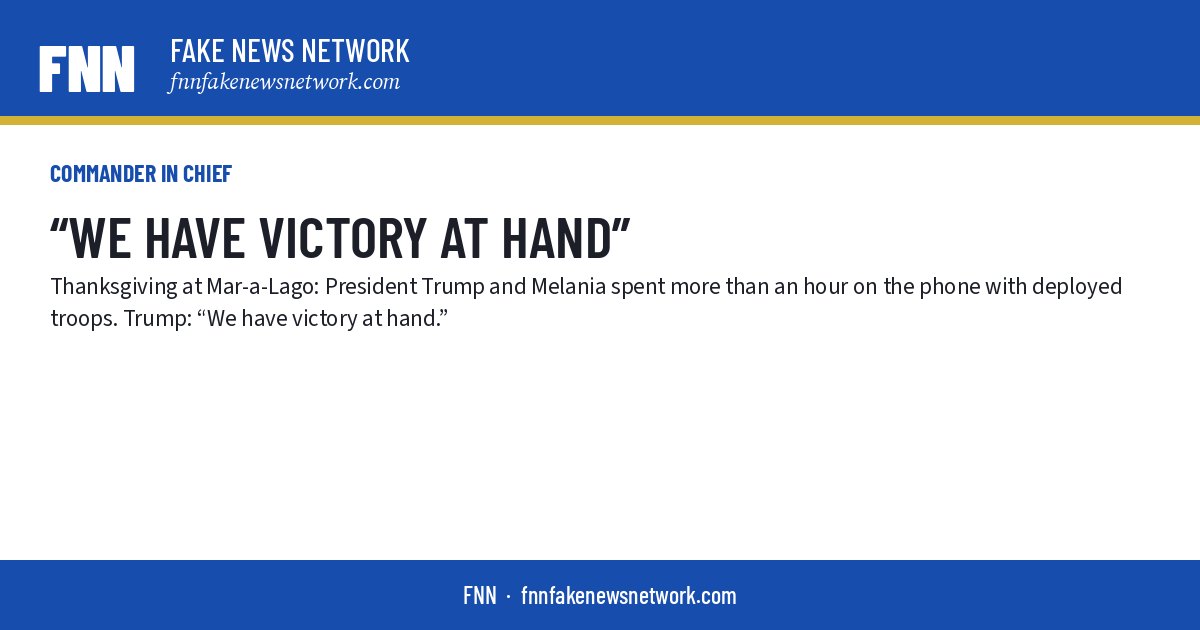 FNN
FAKE NEWS NETWORK
fnnfakenewsnetwork.com
COMMANDER IN CHIEF
“WE HAVE VICTORY AT HAND”
Thanksgiving at Mar-a-Lago: President Trump and Melania spent more than an hour on the phone with deployed
troops. Trump: “We have victory at hand.”
FNN · fnnfakenewsnetwork.com